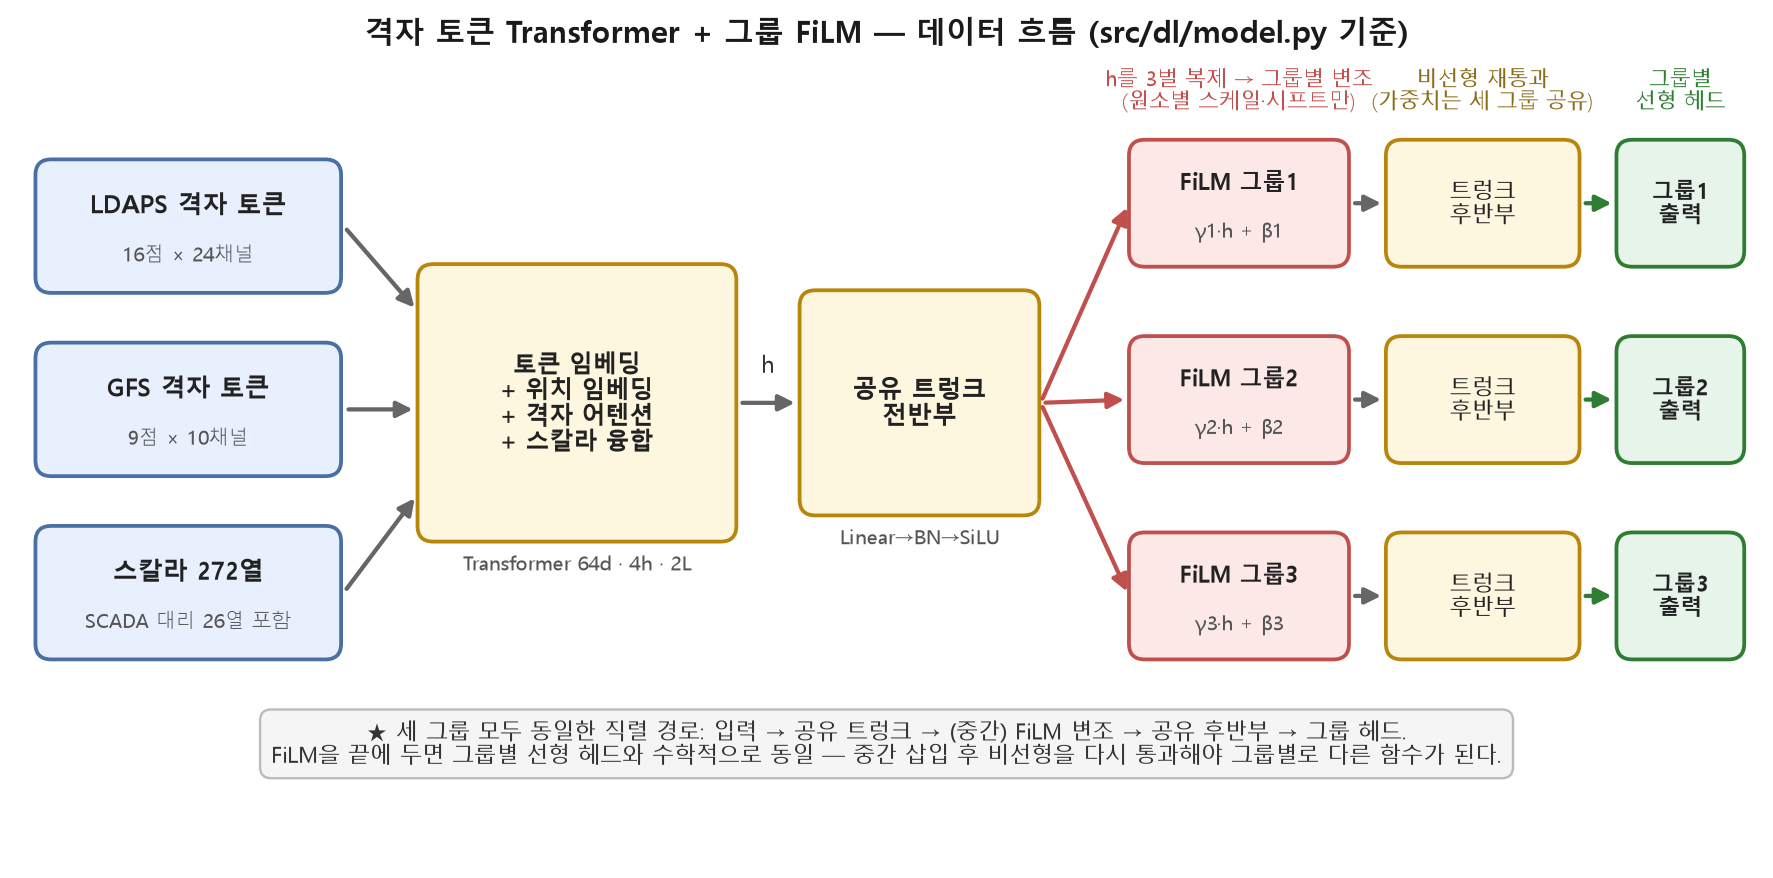 격자 토큰 Transformer + 그룹 FiLM — 데이터 흐름 (src/dl/model.py 기준)
h를 3벌 복제 → 그룹별 변조
(원소별 스케일·시프트만)
비선형 재통과
(가중치는 세 그룹 공유)
그룹별
선형 헤드
LDAPS 격자 토큰
16점 × 24채널
GFS 격자 토큰
9점 × 10채널
스칼라 272열
SCADA 대리 26열 포함
토큰 임베딩
+ 위치 임베딩
+ 격자 어텐션
+ 스칼라 융합
Transformer 64d · 4h · 2L
h
공유 트렁크
전반부
Linear→BN→SiLU
FiLM 그룹1
γ1·h + β1
트렁크
후반부
그룹1
출력
FiLM 그룹2
γ2·h + β2
트렁크
후반부
그룹2
출력
FiLM 그룹3
γ3·h + β3
트렁크
후반부
그룹3
출력
★ 세 그룹 모두 동일한 직렬 경로: 입력 → 공유 트렁크 → (중간) FiLM 변조 → 공유 후반부 → 그룹 헤드.
FiLM을 끝에 두면 그룹별 선형 헤드와 수학적으로 동일 — 중간 삽입 후 비선형을 다시 통과해야 그룹별로 다른 함수가 된다.